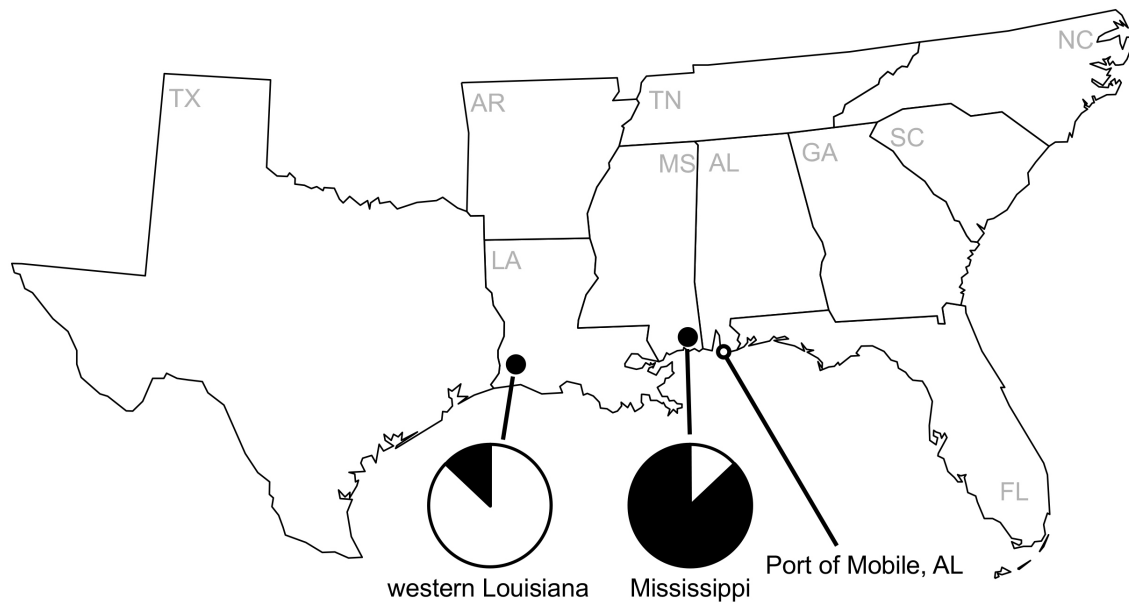 NC
TX
AR
TN
MS
AL
GA
SC
LA
FL
Port of Mobile, AL
western Louisiana
Mississippi